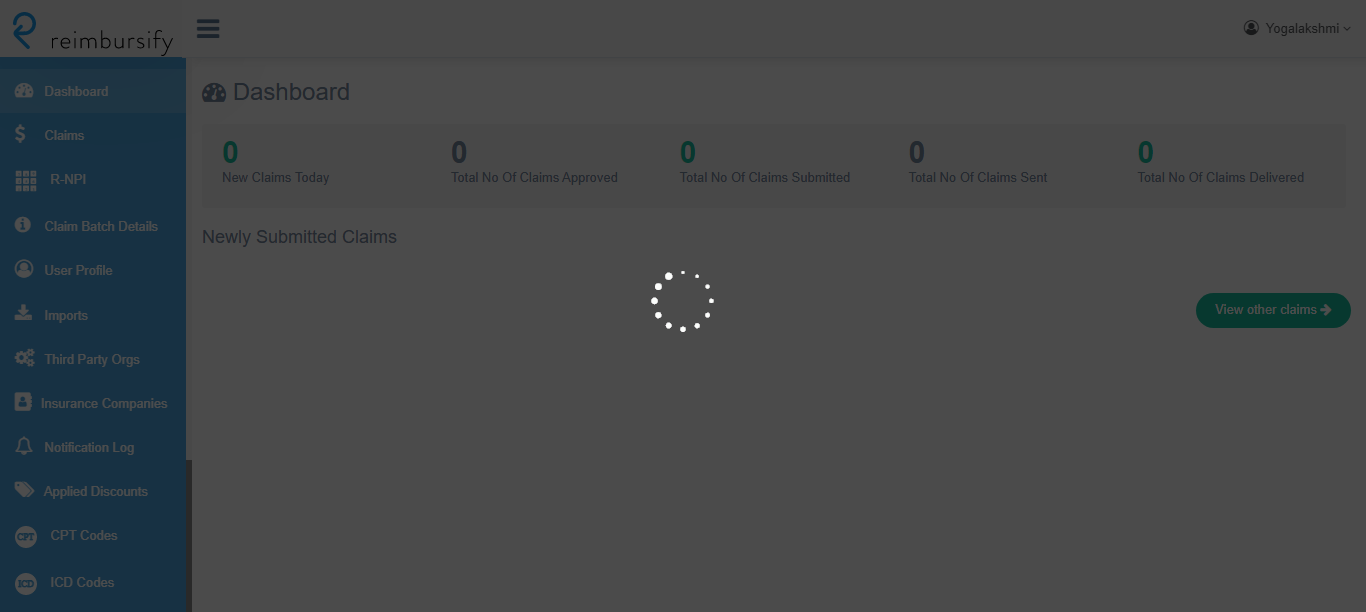 reimbursify
Yogalakshmi
Dashboard
Claims
R-NPI
Claim Batch Details
User Profile
Imports
Third Party Orgs
Insurance Companies
Notification Log
Applied Discounts
CPT CPT Codes
ICD ICD Codes
Dashboard
0 0 0 0 0
New Claims Today Total No Of Claims Approved Total No Of Claims Submitted Total No Of Claims Sent Total No Of Claims Delivered
Newly Submitted Claims
View other claims